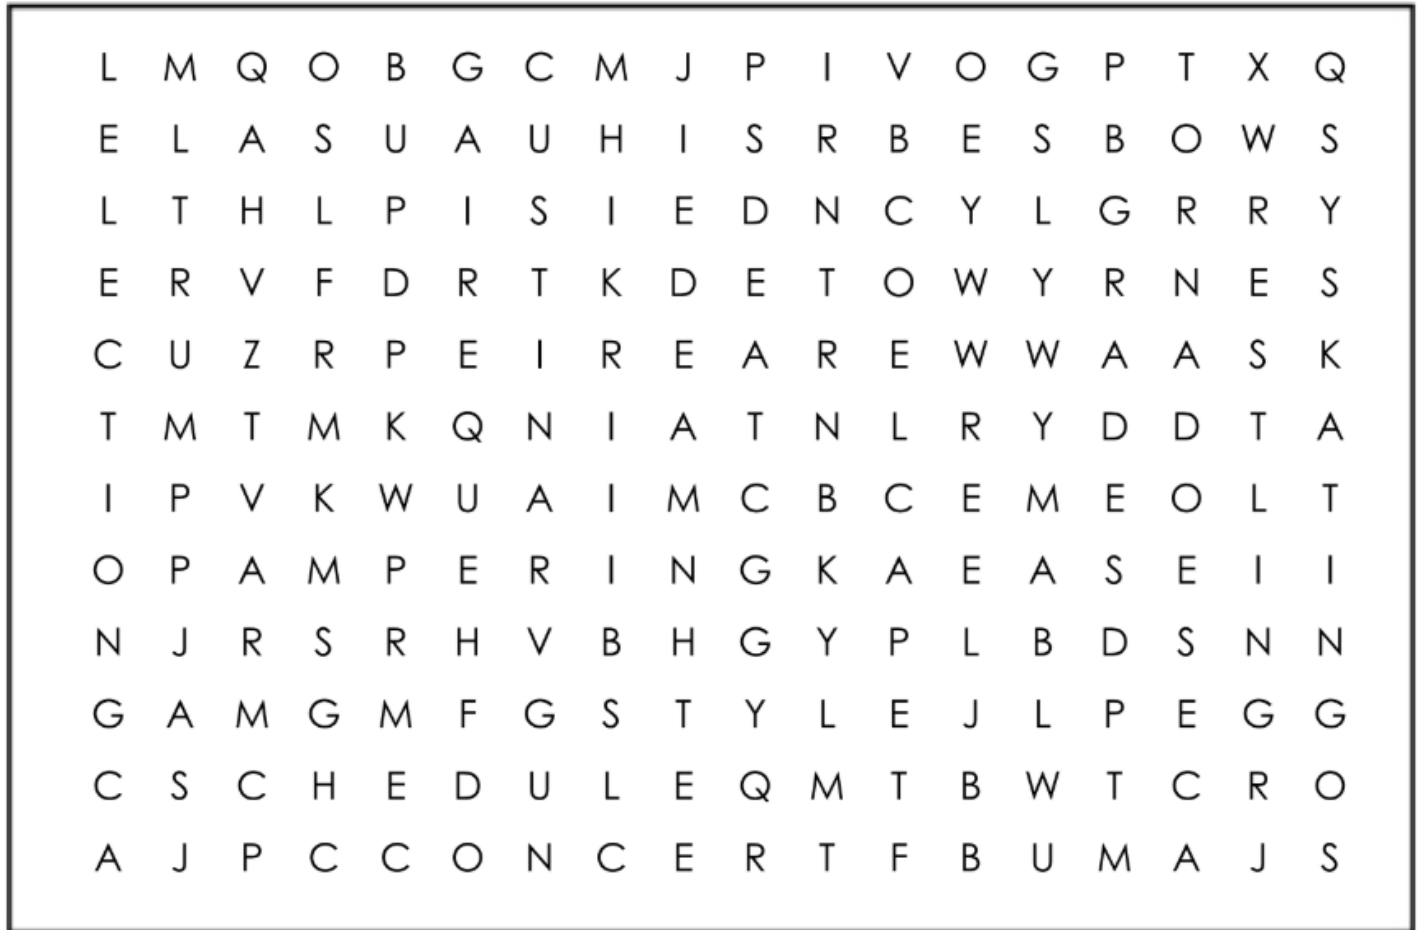 L M Q O B G C M J P I V O G P T X Q
E L A S U A U H I S R B E S B O W S
L T H L P I S I E D N C Y L G R R Y
E R V F D R T K D E T O W Y R N E S
C U Z R P E I R E A R E W W A A S K
T M T M K Q N I A T N L R Y D D T A
I P V K W U A I M C B C E M E O L T
O P A M P E R I N G K A E A S E I I
N J R S R H V B H G Y P L B D S N N
G A M G M F G S T Y L E J L P E G G
C S C H E D U L E Q M T B W T C R O
A J P C C O N C E R T F B U M A J S